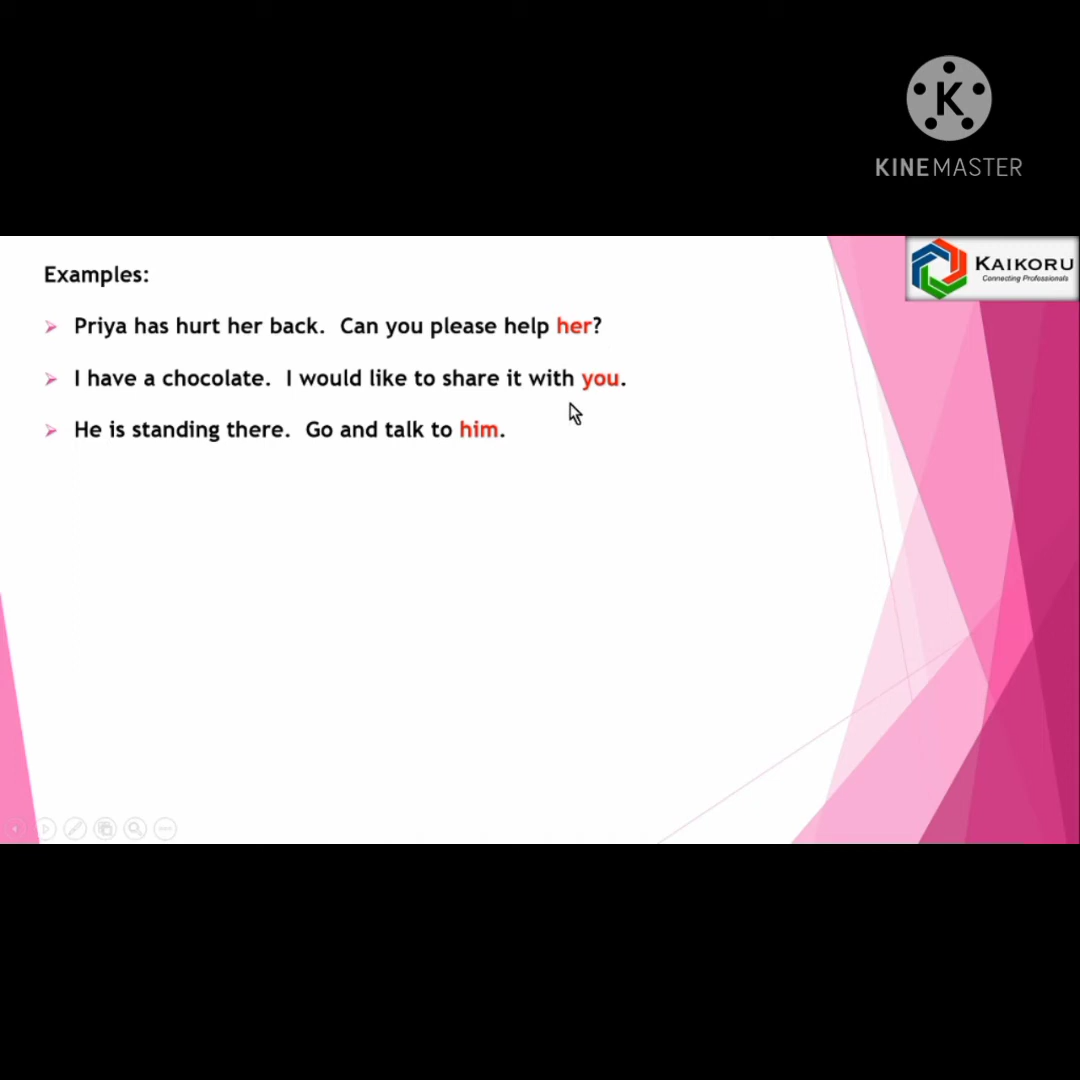 K
KINEMASTER
KAIKORU
Connecting Professionals
Examples:
Priya has hurt her back.  Can you please help her?
I have a chocolate.  I would like to share it with you.
He is standing there.  Go and talk to him.